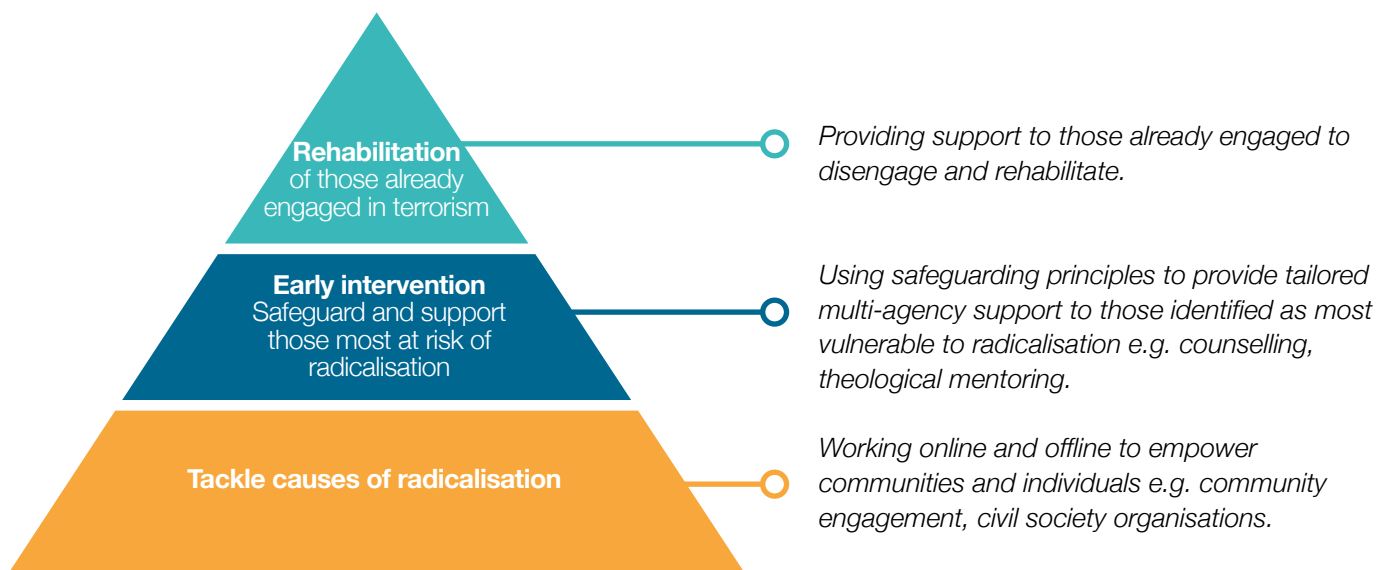 Rehabilitation
of those already
engaged in terrorism
Providing support to those already engaged to
disengage and rehabilitate.
Early intervention
Safeguard and support
those most at risk of
radicalisation
Using safeguarding principles to provide tailored
multi-agency support to those identified as most
vulnerable to radicalisation e.g. counselling,
theological mentoring.
Tackle causes of radicalisation
Working online and offline to empower
communities and individuals e.g. community
engagement, civil society organisations.